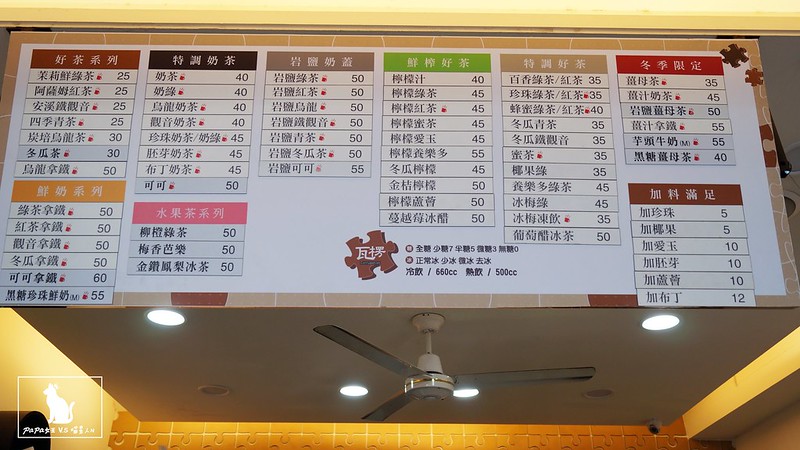 好茶系列
茉莉鮮綠茶 25
阿薩姆紅茶 25
安溪鐵觀音 25
四季青茶 25
炭焙烏龍茶 30
冬瓜茶 30
烏龍拿鐵 50
鮮奶系列
綠茶拿鐵 50
紅茶拿鐵 50
觀音拿鐵 50
冬瓜拿鐵 50
可可拿鐵 60
黑糖珍珠鮮奶(M) 55
特調奶茶
奶茶 40
奶綠 40
烏龍奶茶 40
觀音奶茶 40
珍珠奶茶/奶綠 45
胚芽奶茶 45
布丁奶茶 45
可可 50
水果茶系列
柳橙綠茶 50
梅香芭樂 50
金鑽鳳梨冰茶 50
岩鹽奶蓋
岩鹽綠茶 50
岩鹽紅茶 50
岩鹽烏龍 50
岩鹽鐵觀音 50
岩鹽青茶 50
岩鹽冬瓜茶 50
岩鹽可可 55
鮮榨好茶
檸檬汁 40
檸檬綠茶 45
檸檬紅茶 45
檸檬蜜茶 45
檸檬愛玉 45
檸檬養樂多 55
冬瓜檸檬 45
金桔檸檬 50
檸檬蘆薈 50
蔓越莓冰醋 50
特調好茶
百香綠茶/紅茶 35
珍珠綠茶/紅茶 35
蜂蜜綠茶/紅茶 40
冬瓜青茶 35
冬瓜鐵觀音 35
蜜茶 35
椰果綠 35
養樂多綠茶 45
冰梅綠 45
冰梅凍飲 35
葡萄醋冰茶 50
冬季限定
薑母茶 35
薑汁奶茶 45
岩鹽薑母茶 50
薑汁拿鐵 55
芋頭牛奶(M) 55
黑糖薑母茶 40
加料滿足
加珍珠 5
加椰果 5
加愛玉 10
加胚芽 10
加蘆薈 10
加布丁 12
瓦楞
全糖 少糖7 半糖5 微糖3 無糖0
正常冰 少冰 微冰 去冰
冷飲 / 660cc 熱飲 / 500cc